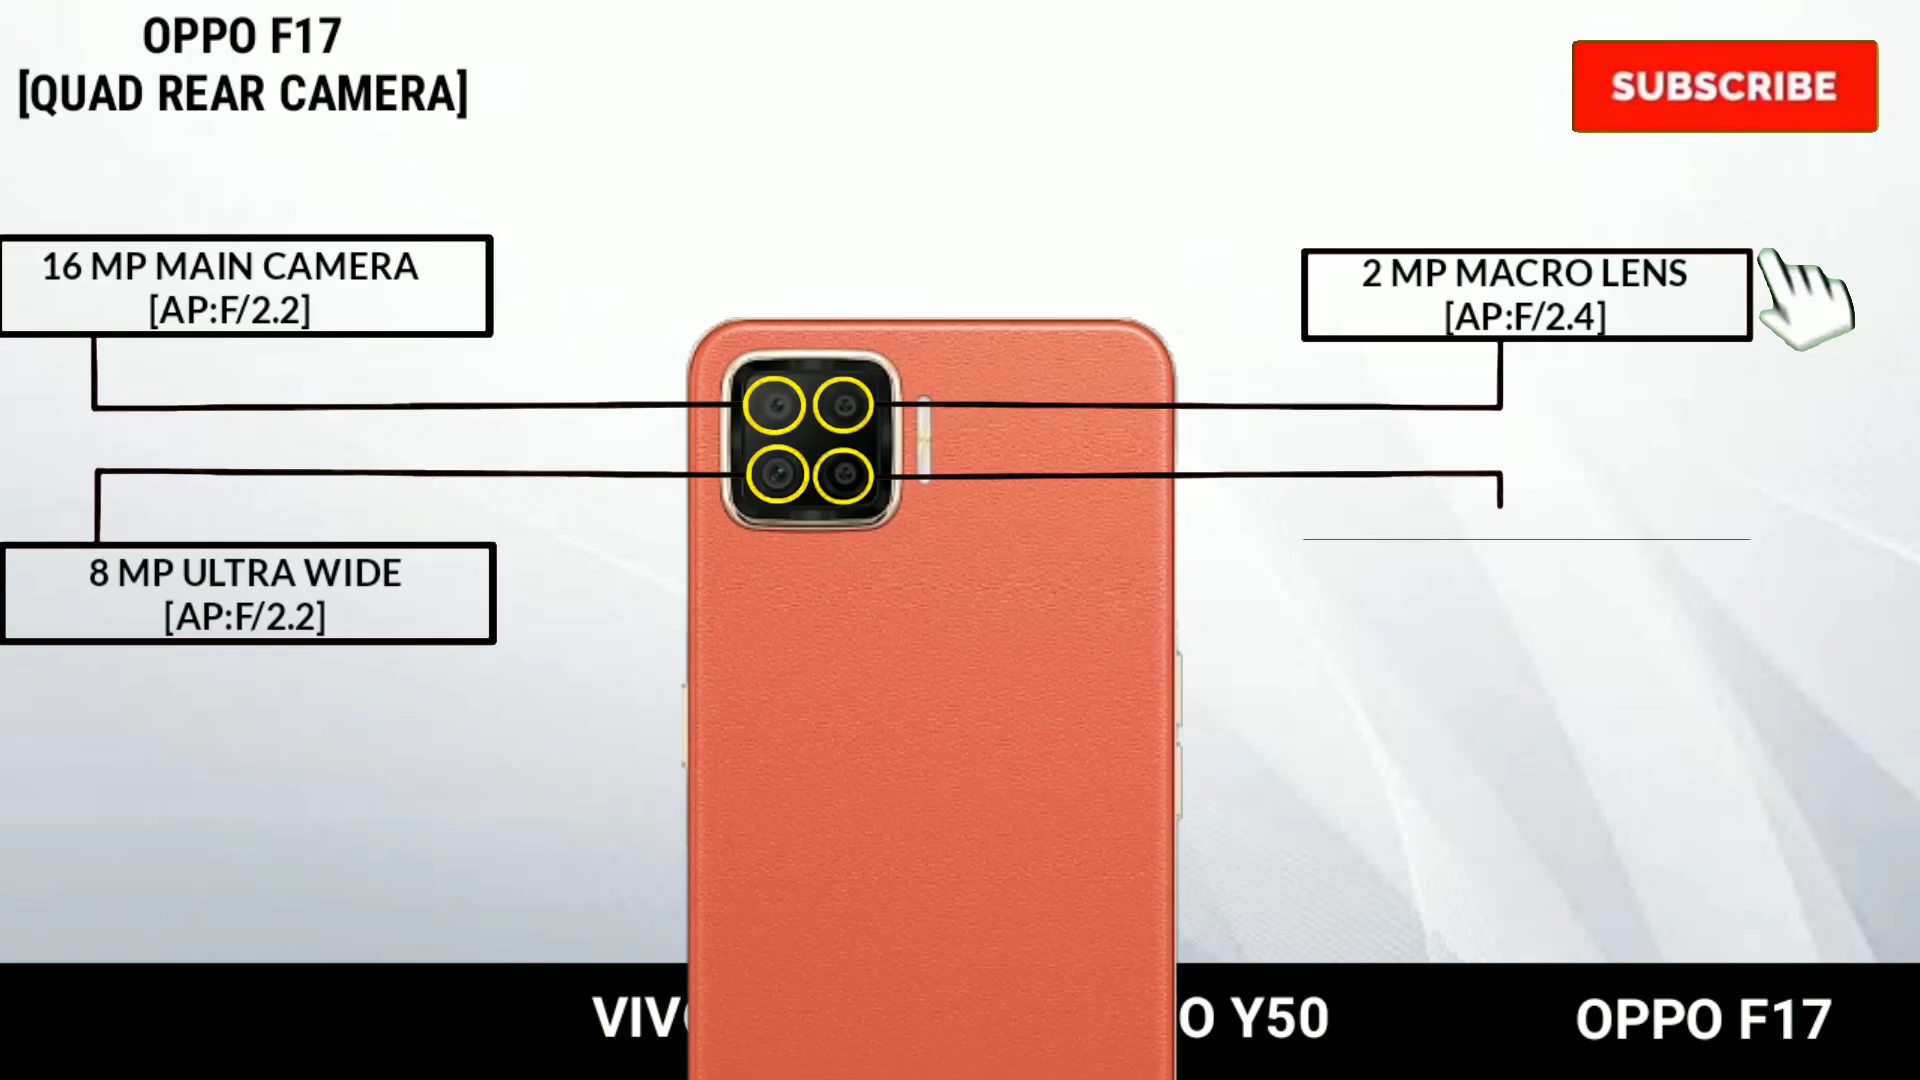 OPPO F17
[QUAD REAR CAMERA]
SUBSCRIBE
16 MP MAIN CAMERA
[AP:F/2.2]
2 MP MACRO LENS
[AP:F/2.4]
8 MP ULTRA WIDE
[AP:F/2.2]
Y50
OPPO F17